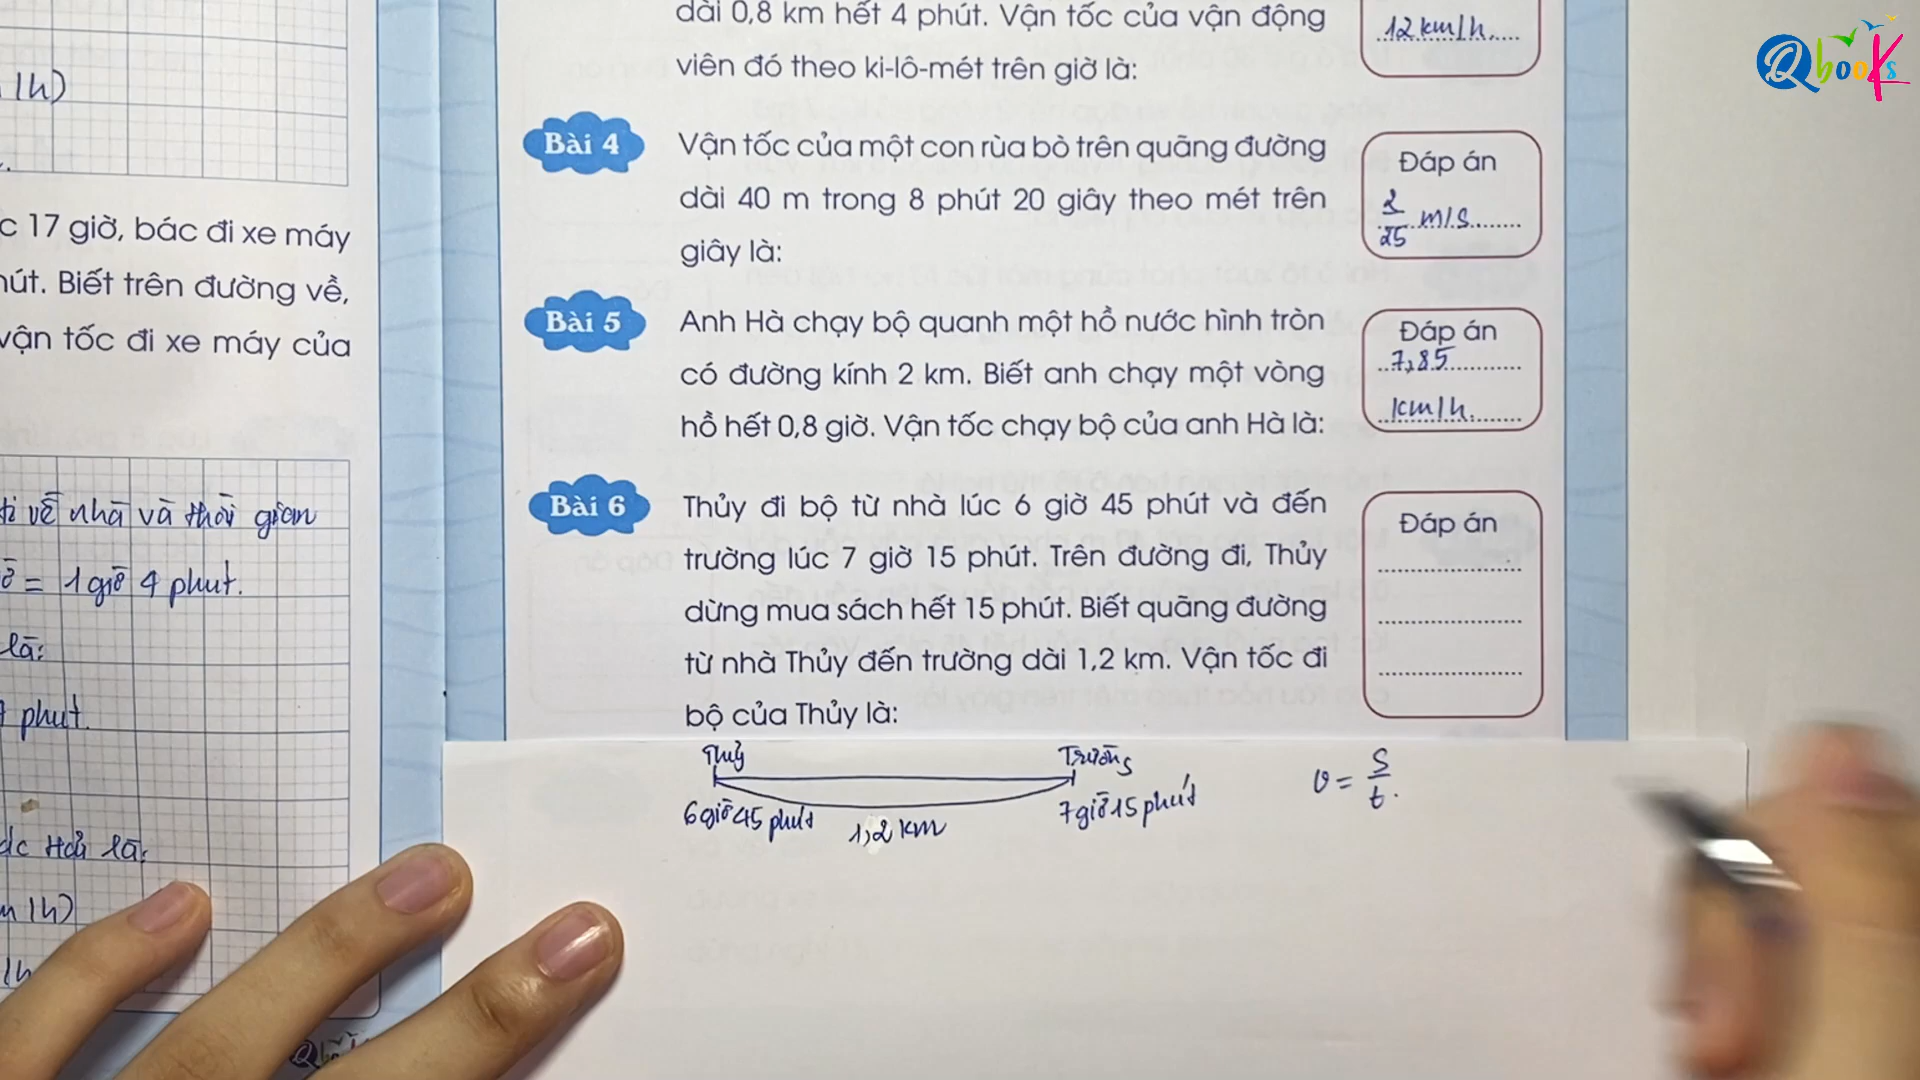 dài 0,8 km hết 4 phút. Vận tốc của vận động
viên đó theo ki-lô-mét trên giờ là:
12 km/h
Qbooks
Bài 4
Vận tốc của một con rùa bò trên quãng đường
dài 40 m trong 8 phút 20 giây theo mét trên
giây là:
Đáp án
2/25 m/s
Bài 5
Anh Hà chạy bộ quanh một hồ nước hình tròn
có đường kính 2 km. Biết anh chạy một vòng
hồ hết 0,8 giờ. Vận tốc chạy bộ của anh Hà là:
Đáp án
7,85
km/h
Bài 6
Thủy đi bộ từ nhà lúc 6 giờ 45 phút và đến
trường lúc 7 giờ 15 phút. Trên đường đi, Thủy
dừng mua sách hết 15 phút. Biết quãng đường
từ nhà Thủy đến trường dài 1,2 km. Vận tốc đi
bộ của Thủy là:
Đáp án
Thuỷ Trường
6 giờ 45 phút 1,2 km 7 giờ 15 phút
v = s/t.
/h)
17 giờ, bác đi xe máy
phút. Biết trên đường về,
vận tốc đi xe máy của
về nhà và thời gian
= 1 giờ 4 phút.
là:
phút.
Hoà là:
/h)
/h